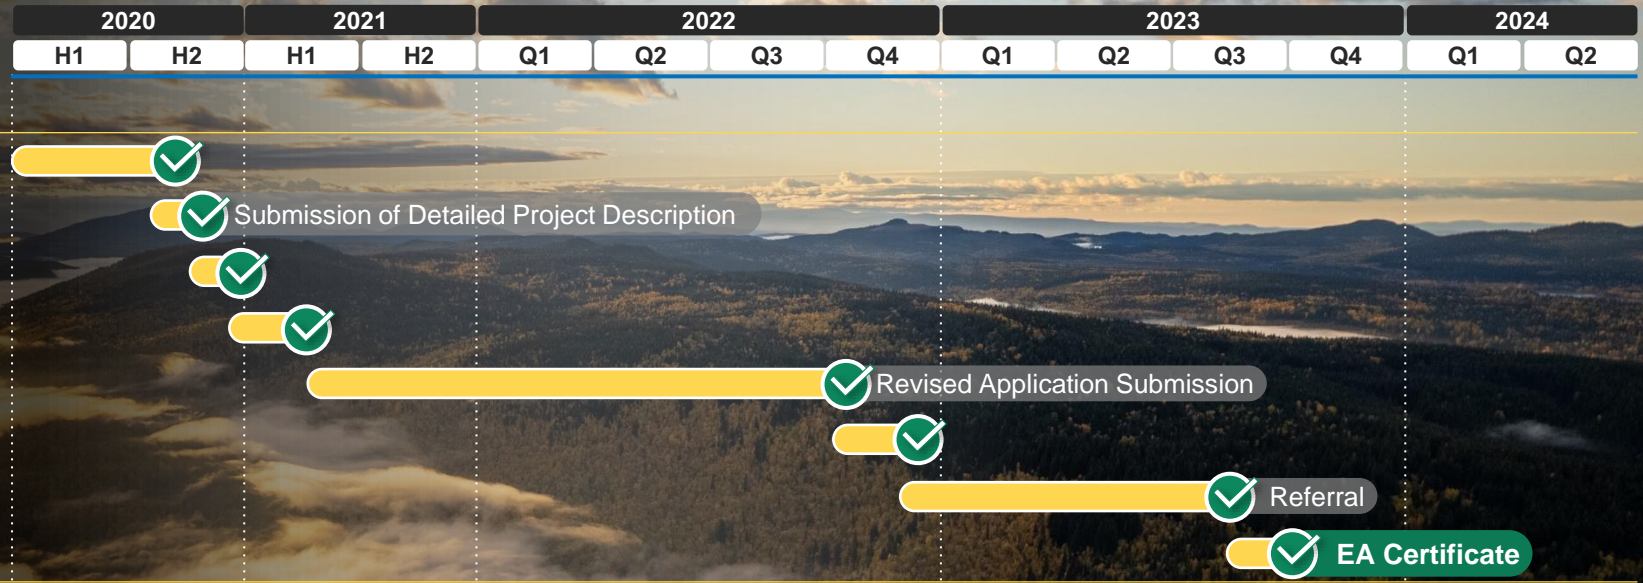 2020 2021 2022 2023 2024
H1 H2 H1 H2 Q1 Q2 Q3 Q4 Q1 Q2 Q3 Q4 Q1 Q2
Submission of Detailed Project Description
Revised Application Submission
Referral
EA Certificate